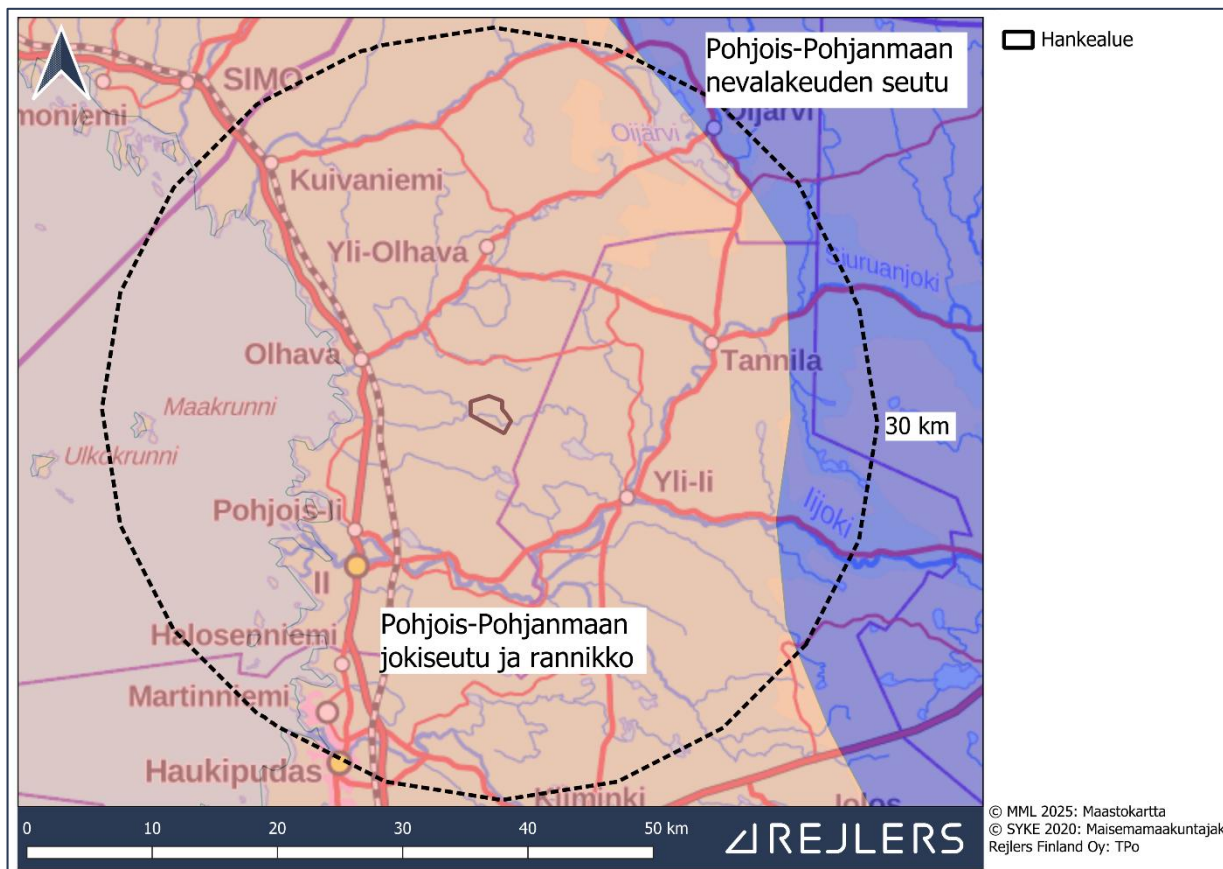 Pohjois-Pohjanmaan
nevalakeuden seutu
Hankealue
SIMO
moniemi
Oijärvi
Oijärvi
Kuivaniemi
Yli-Olhava
Siuruanjoki
Olhava
Tannila
Maakrunni
30 km
Ulkokrunni
Yli-Ii
Pohjois-Ii
Iijoki
II
Pohjois-Pohjanmaan
jokiseutu ja rannikko
Halosenniemi
Martinniemi
Haukipudas
Kiiminki
0 10 20 30 40 50 km
REJLERS
© MML 2025: Maastokartta
© SYKE 2020: Maisemamaakuntajak
Rejlers Finland Oy: TPo